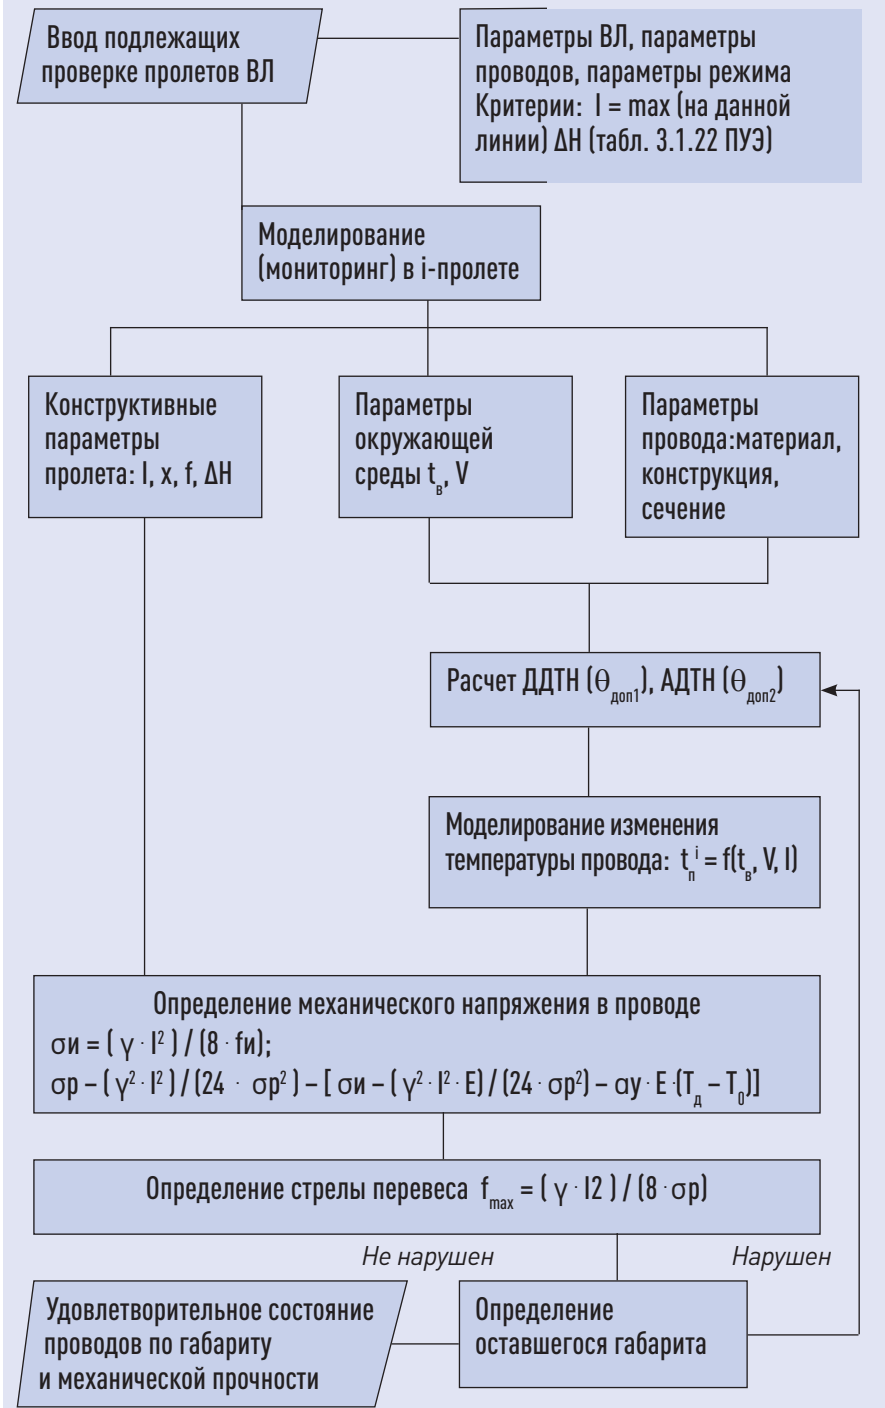 Ввод подлежащих
проверке пролетов ВЛ
Параметры ВЛ, параметры
проводов, параметры режима
Критерии: I = max (на данной
линии) ΔН (табл. 3.1.22 ПУЭ)
Моделирование
(мониторинг) в i-пролете
Конструктивные
параметры
пролета: l, x, f, ΔН
Параметры
окружающей
среды tв, V
Параметры
провода:материал,
конструкция,
сечение
Расчет ДДТН (θдоп1), АДТН (θдоп2)
Моделирование изменения
температуры провода: tпⁱ = f(tв, V, I)
Определение механического напряжения в проводе
σи = ( γ · l² ) / (8 · fи);
σр – ( γ² · l² ) / (24 · σр² ) – [ σи – ( γ² · l² · E) / (24 · σр²) – αу · E ·(Tд – T₀)]
Определение стрелы перевеса fmax = ( γ · l2 ) / (8 · σр)
Не нарушен
Нарушен
Удовлетворительное состояние
проводов по габариту
и механической прочности
Определение
оставшегося габарита